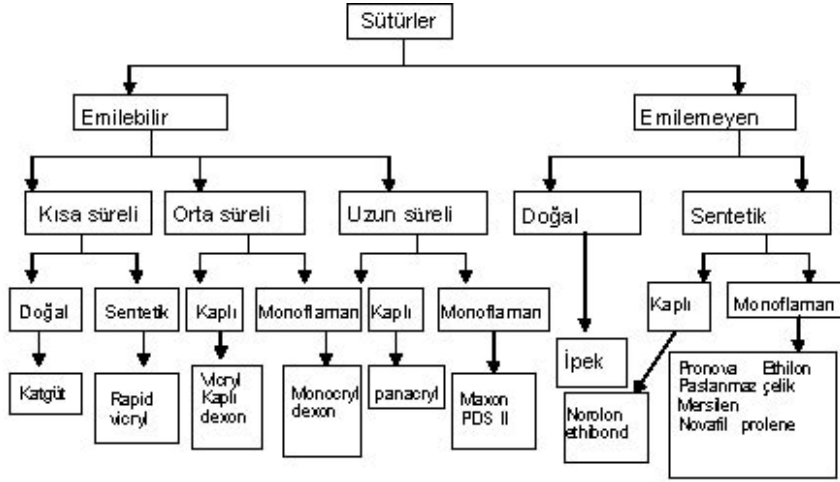 Sütürler
Emilebilir
Emilemeyen
Kısa süreli
Orta süreli
Uzun süreli
Doğal
Sentetik
Doğal
Sentetik
Kaplı
Monoflaman
Kaplı
Monoflaman
Kaplı
Monoflaman
Katgüt
Rapid
vicryl
Vicryl
Kaplı
dexon
Monocryl
dexon
panacryl
Maxon
PDS II
İpek
Norolon
ethibond
Pronova Ethilon
Paslanmaz çelik
Mersilen
Novafil prolene